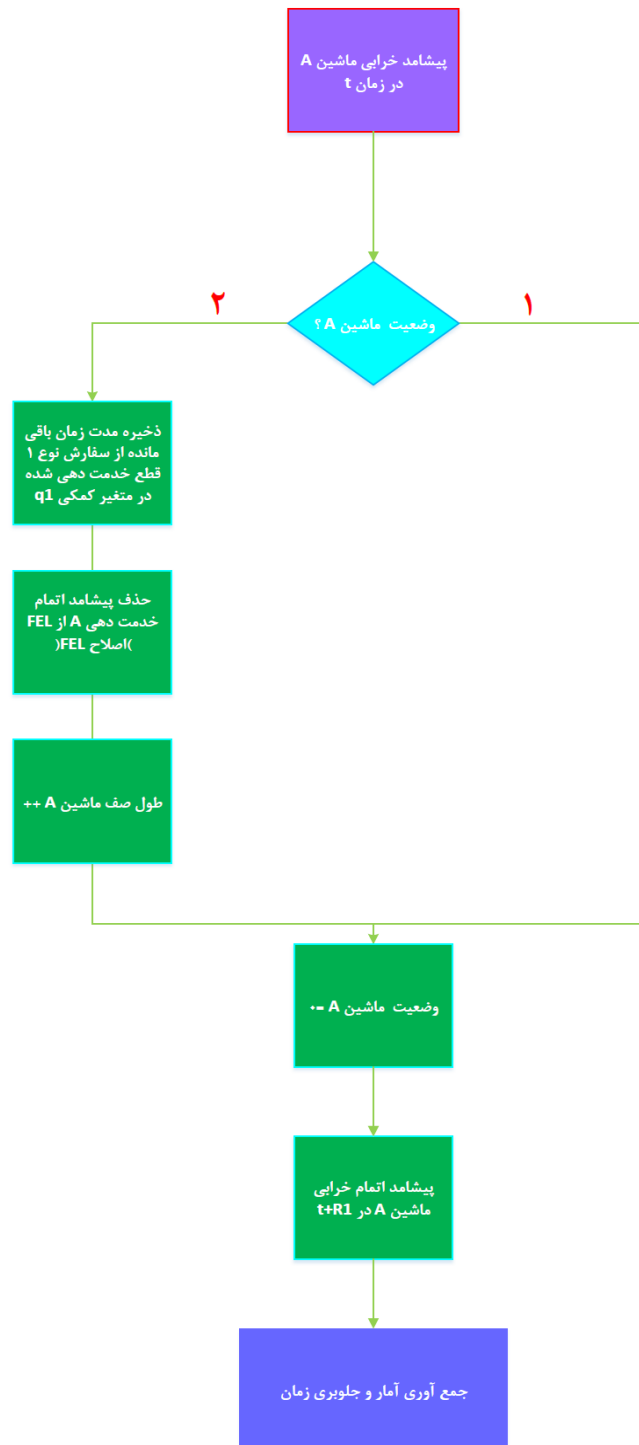 پیشامد خرابی ماشین A
در زمان t
وضعیت ماشین A ؟
۲
۱
ذخیره مدت زمان باقی
مانده از سفارش نوع ۱
قطع خدمت دهی شده
در متغیر کمکی q1
حذف پیشامد اتمام
خدمت دهی A از FEL
)اصلاح FEL(
طول صف ماشین A ++
وضعیت ماشین A =۰
پیشامد اتمام خرابی
ماشین A در t+R1
جمع آوری آمار و جلوبری زمان